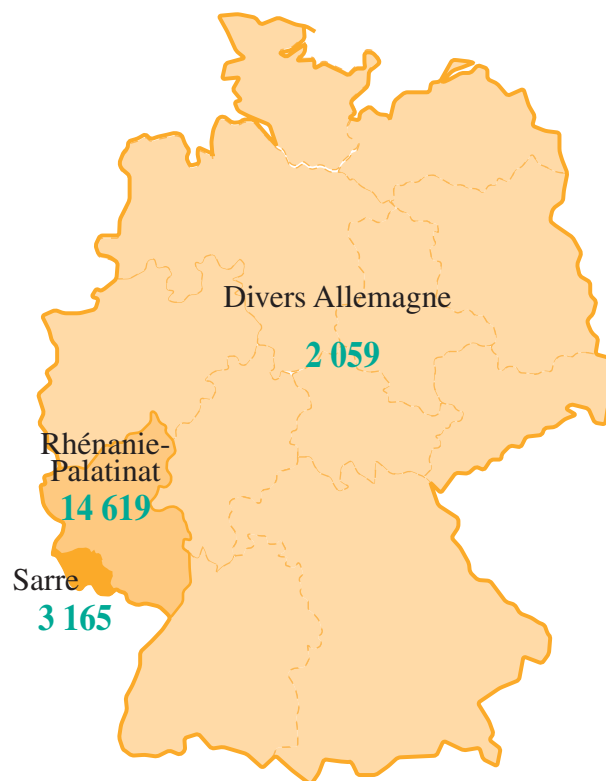 Divers Allemagne
2 059
Rhénanie-
Palatinat
14 619
Sarre
3 165